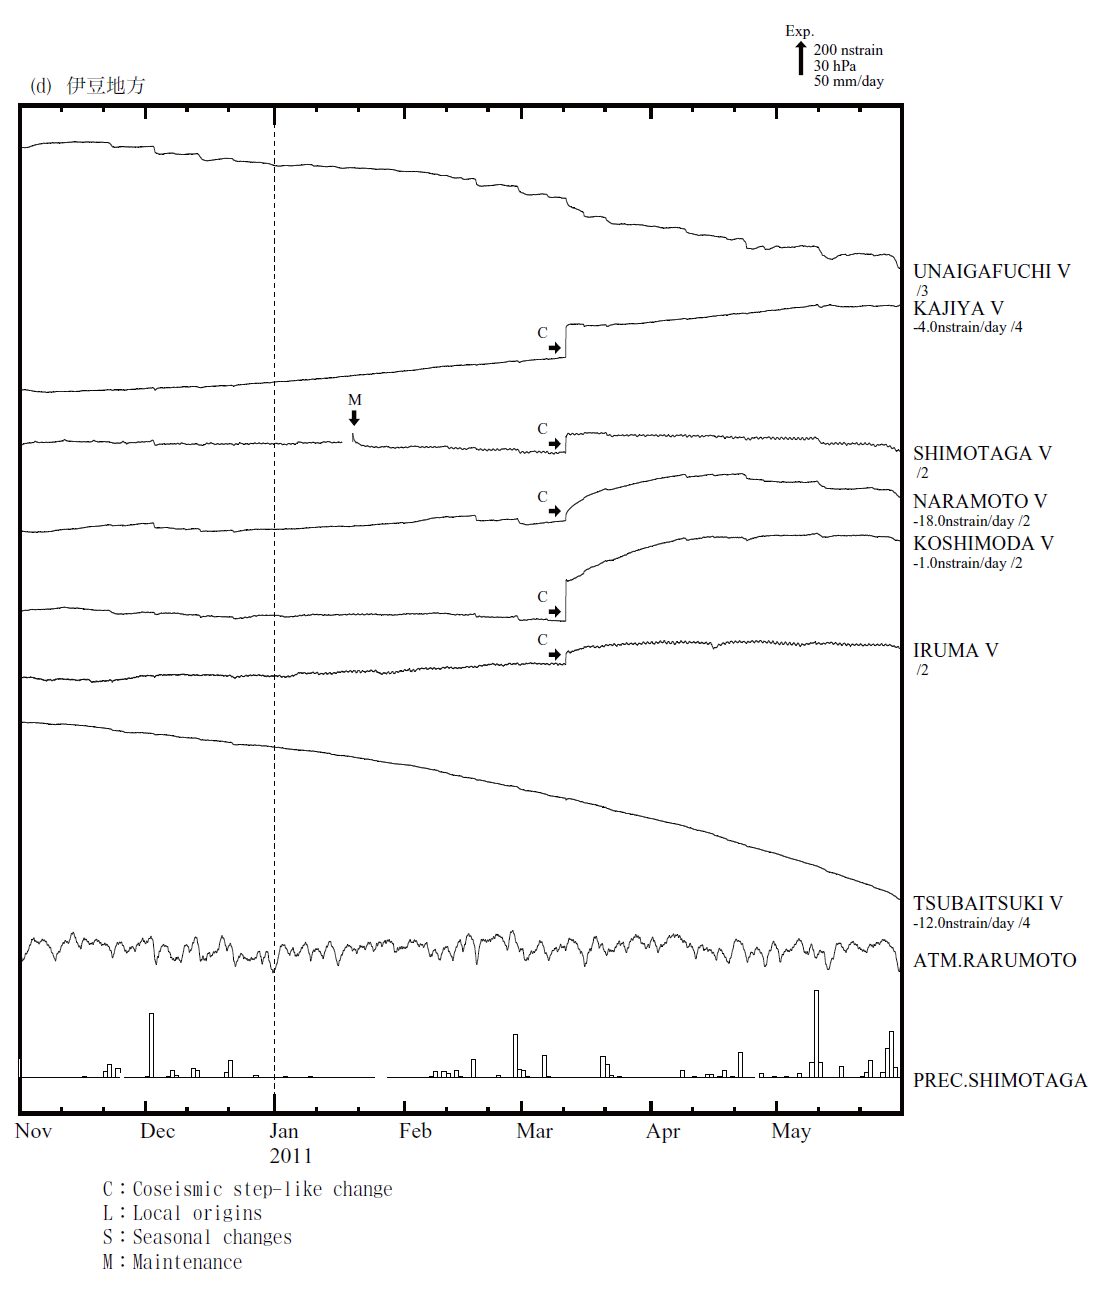 Exp.
200 nstrain
30 hPa
50 mm/day
(d) 伊豆地方
UNAIGAFUCHI V
/3
KAJIYA V
-4.0nstrain/day /4
C
M
C
SHIMOTAGA V
/2
C
NARAMOTO V
-18.0nstrain/day /2
KOSHIMODA V
-1.0nstrain/day /2
C
C
IRUMA V
/2
TSUBAITSUKI V
-12.0nstrain/day /4
ATM.RARUMOTO
PREC.SHIMOTAGA
Nov Dec Jan Feb Mar Apr May
2011
C：Coseismic step-like change
L：Local origins
S：Seasonal changes
M：Maintenance